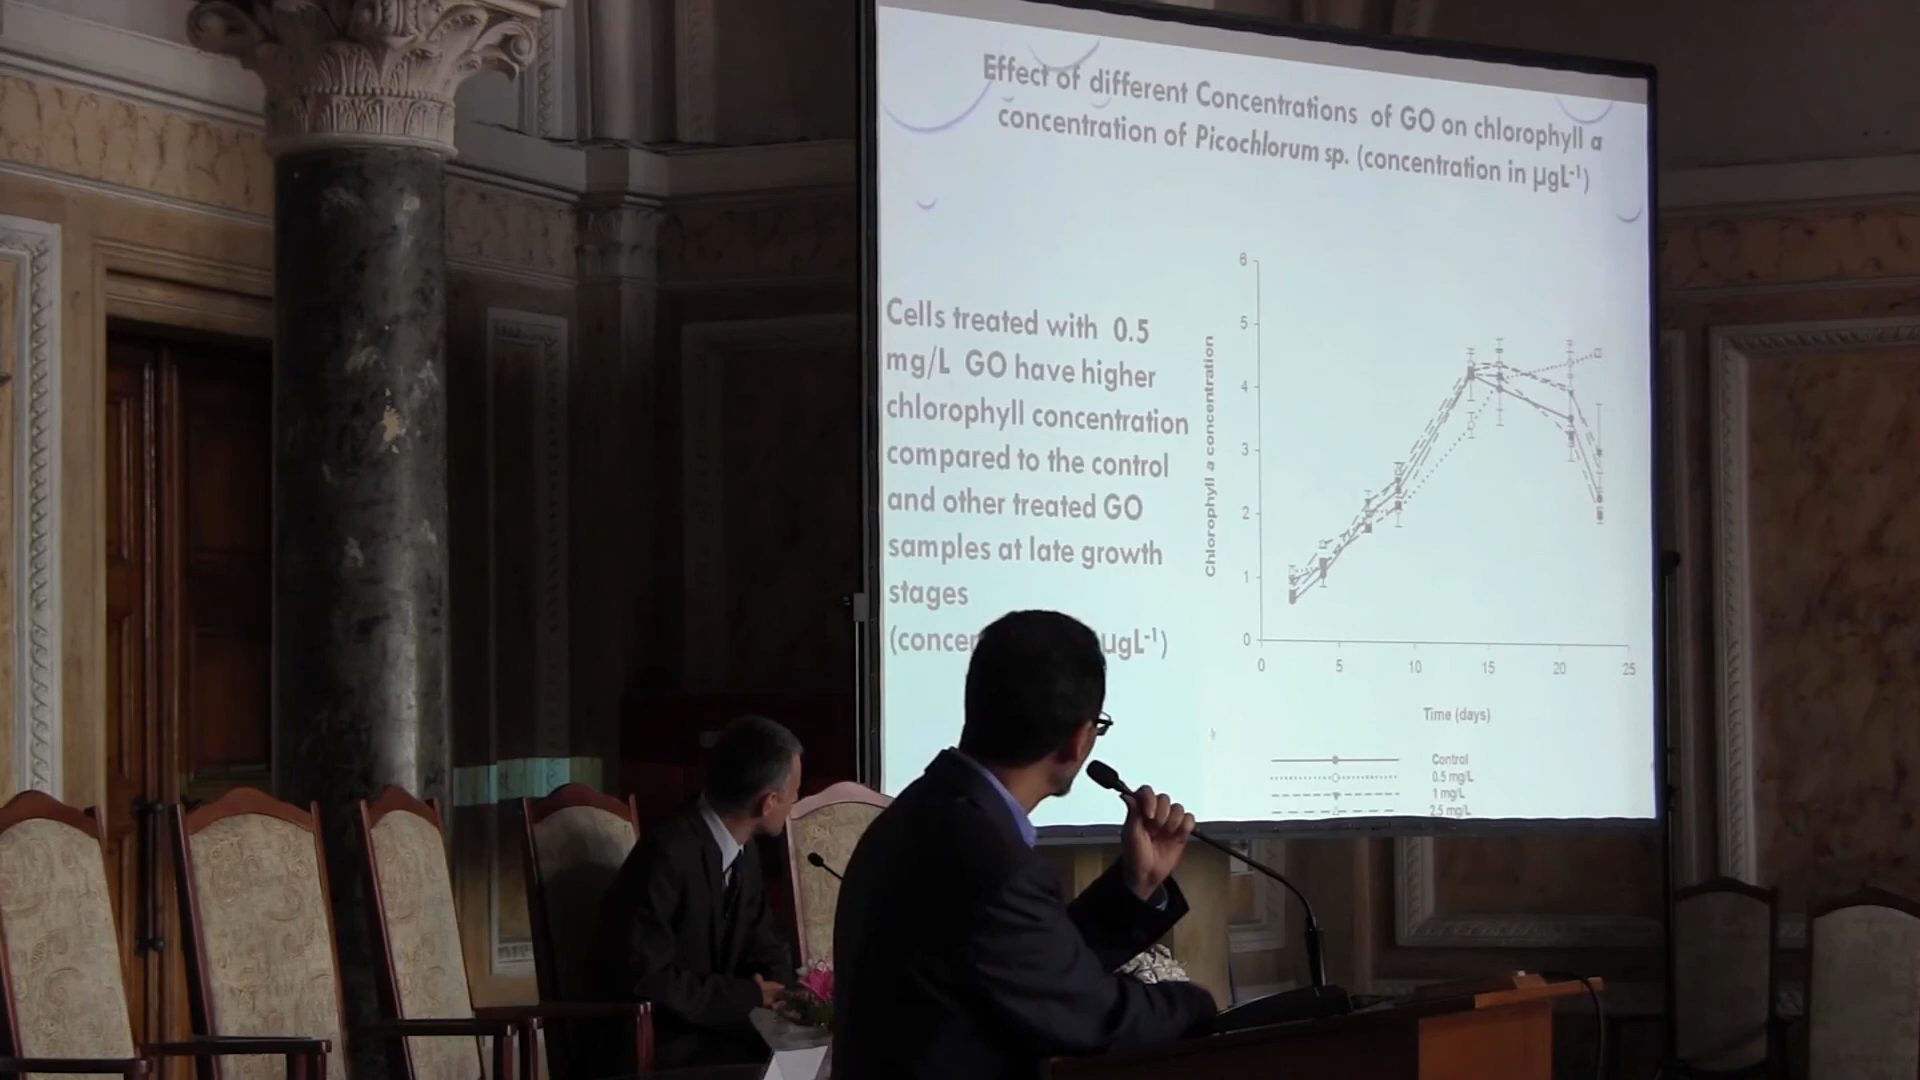 Effect of different Concentrations of GO on chlorophyll a
concentration of Picochlorum sp. (concentration in µgL-¹)
Cells treated with 0.5
mg/L GO have higher
chlorophyll concentration
compared to the control
and other treated GO
samples at late growth
stages
µgL-¹)
Chlorophyll a concentration
6
5
4
3
2
1
0
0 5 10 15 20 25
Time (days)
Control
0.5 mg/L
1 mg/L
2.5 mg/L